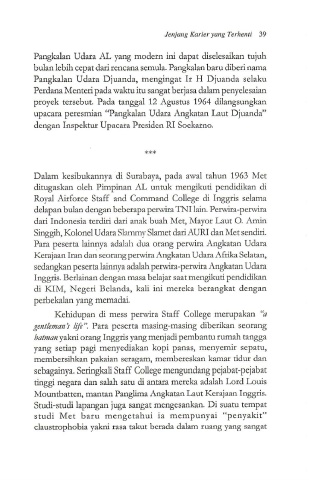 Jenjang Karier yang Terhenti 39
Pangkalan Udara AL yang modern ini dapat diselesaikan tujuh
bulan lebih cepat dari rencana semula. Pangkalan baru diberi nama
Pangkalan Udara Djuanda, mengingat Ir H Djuanda selaku
Perdana Menteri pada waktu itu sangat berjasa dalam penyelesaian
proyek tersebut. Pada tanggal 12 Agustus 1964 dilangsungkan
upacara peresmian “Pangkalan Udara Angkatan Laut Djuanda”
dengan Inspektur Upacara Presiden RI Soekarno.
***
Dalam kesibukannya di Surabaya, pada awal tahun 1963 Met
ditugaskan oleh Pimpinan AL untuk mengikuti pendidikan di
Royal Airforce Staff and Command College di Inggris selama
delapan bulan dengan beberapa perwira TNI lain. Perwira-perwira
dari Indonesia terdiri dari anak buah Met, Mayor Laut O. Amin
Singgih, Kolonel Udara Slammy Slamet dari AURI dan Met sendiri.
Para peserta lainnya adalah dua orang perwira Angkatan Udara
Kerajaan Iran dan seorang perwira Angkatan Udara Afrika Selatan,
sedangkan peserta lainnya adalah perwira-perwira Angkatan Udara
Inggris. Berlainan dengan masa belajar saat mengikuti pendidikan
di KIM, Negeri Belanda, kali ini mereka berangkat dengan
perbekalan yang memadai.
Kehidupan di mess perwira Staff College merupakan “a
gentleman’s life”. Para peserta masing-masing diberikan seorang
batman yakni orang Inggris yang menjadi pembantu rumah tangga
yang setiap pagi menyediakan kopi panas, menyemir sepatu,
membersihkan pakaian seragam, membereskan kamar tidur dan
sebagainya. Seringkali Staff College mengundang pejabat-pejabat
tinggi negara dan salah satu di antara mereka adalah Lord Louis
Mountbatten, mantan Panglima Angkatan Laut Kerajaan Inggris.
Studi-studi lapangan juga sangat mengesankan. Di suatu tempat
studi Met baru mengetahui ia mempunyai “penyakit”
claustrophobia yakni rasa takut berada dalam ruang yang sangat